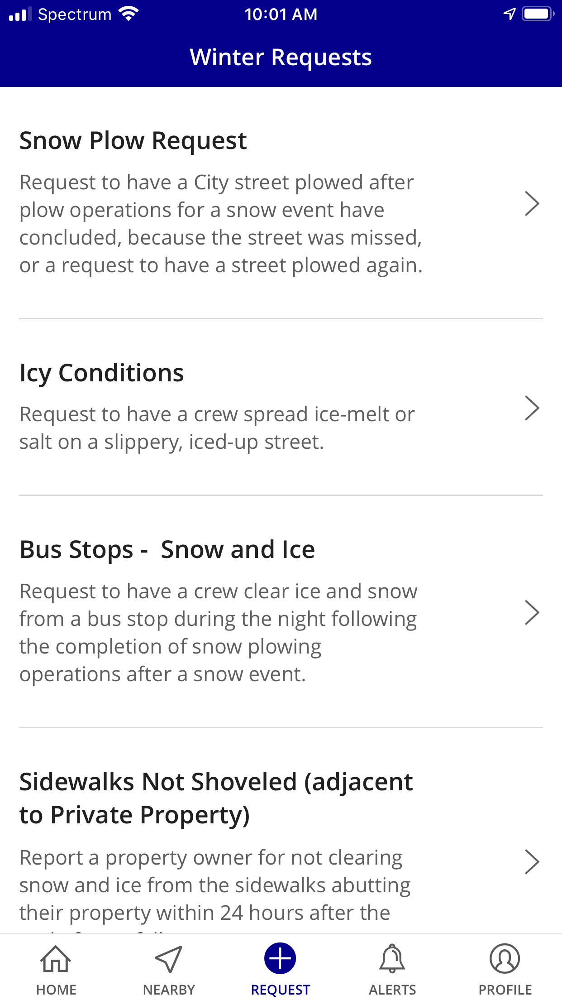 Spectrum 10:01 AM
Winter Requests
Snow Plow Request
Request to have a City street plowed after
plow operations for a snow event have
concluded, because the street was missed,
or a request to have a street plowed again.
Icy Conditions
Request to have a crew spread ice-melt or
salt on a slippery, iced-up street.
Bus Stops -  Snow and Ice
Request to have a crew clear ice and snow
from a bus stop during the night following
the completion of snow plowing
operations after a snow event.
Sidewalks Not Shoveled (adjacent
to Private Property)
Report a property owner for not clearing
snow and ice from the sidewalks abutting
their property within 24 hours after the
HOME NEARBY REQUEST ALERTS PROFILE